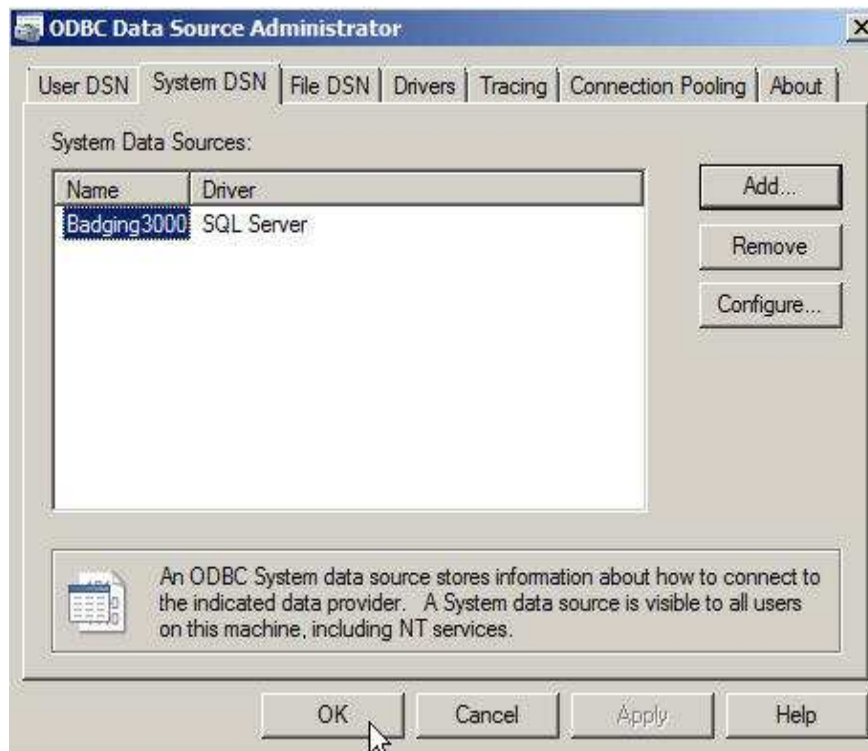 ODBC Data Source Administrator
User DSN System DSN File DSN Drivers Tracing Connection Pooling About
System Data Sources:
Name Driver
Badging3000 SQL Server
Add...
Remove
Configure...
An ODBC System data source stores information about how to connect to
the indicated data provider. A System data source is visible to all users
on this machine, including NT services.
OK Cancel Apply Help